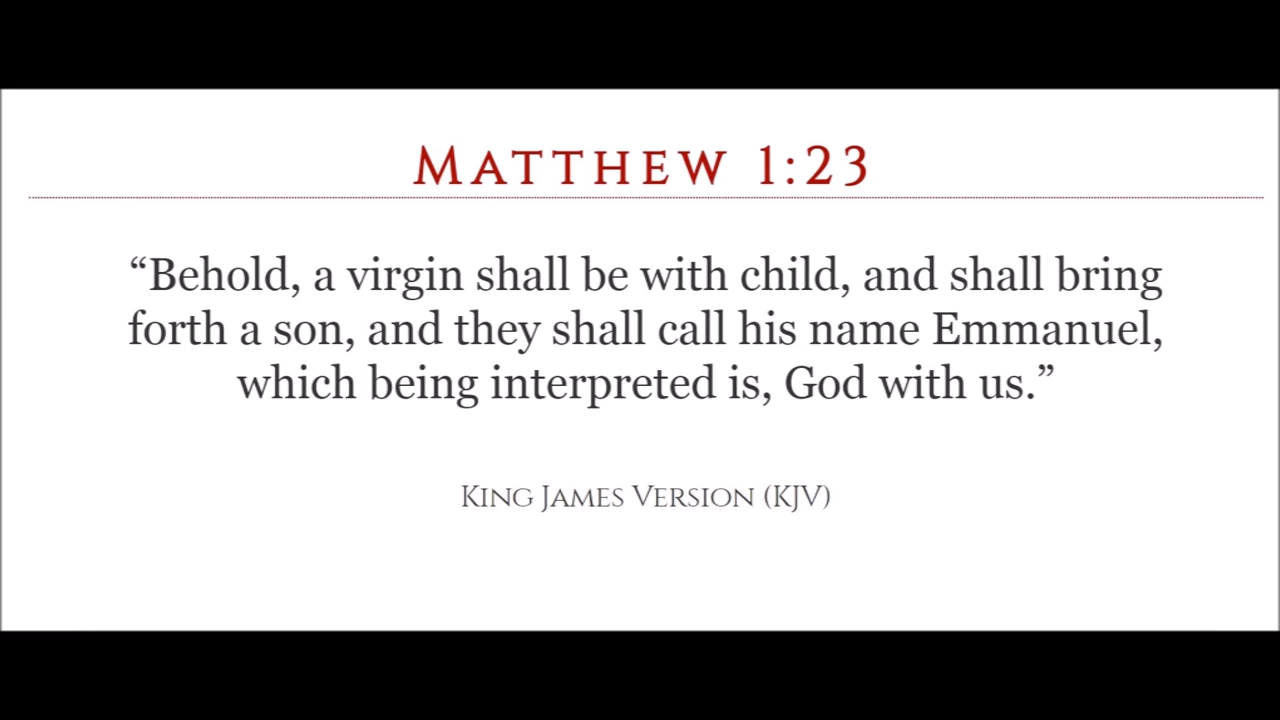 Matthew 1:23
“Behold, a virgin shall be with child, and shall bring
forth a son, and they shall call his name Emmanuel,
which being interpreted is, God with us.”
King James Version (KJV)